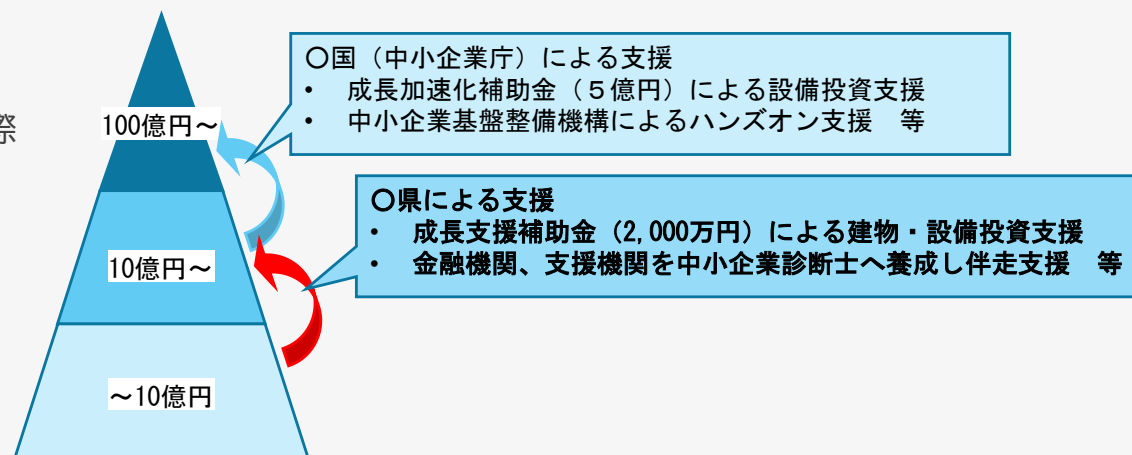 〇国（中小企業庁）による支援
• 成長加速化補助金（５億円）による設備投資支援
• 中小企業基盤整備機構によるハンズオン支援　等
際
100億円～
〇県による支援
• 成長支援補助金（2,000万円）による建物・設備投資支援
• 金融機関、支援機関を中小企業診断士へ養成し伴走支援　等
10億円～
～10億円